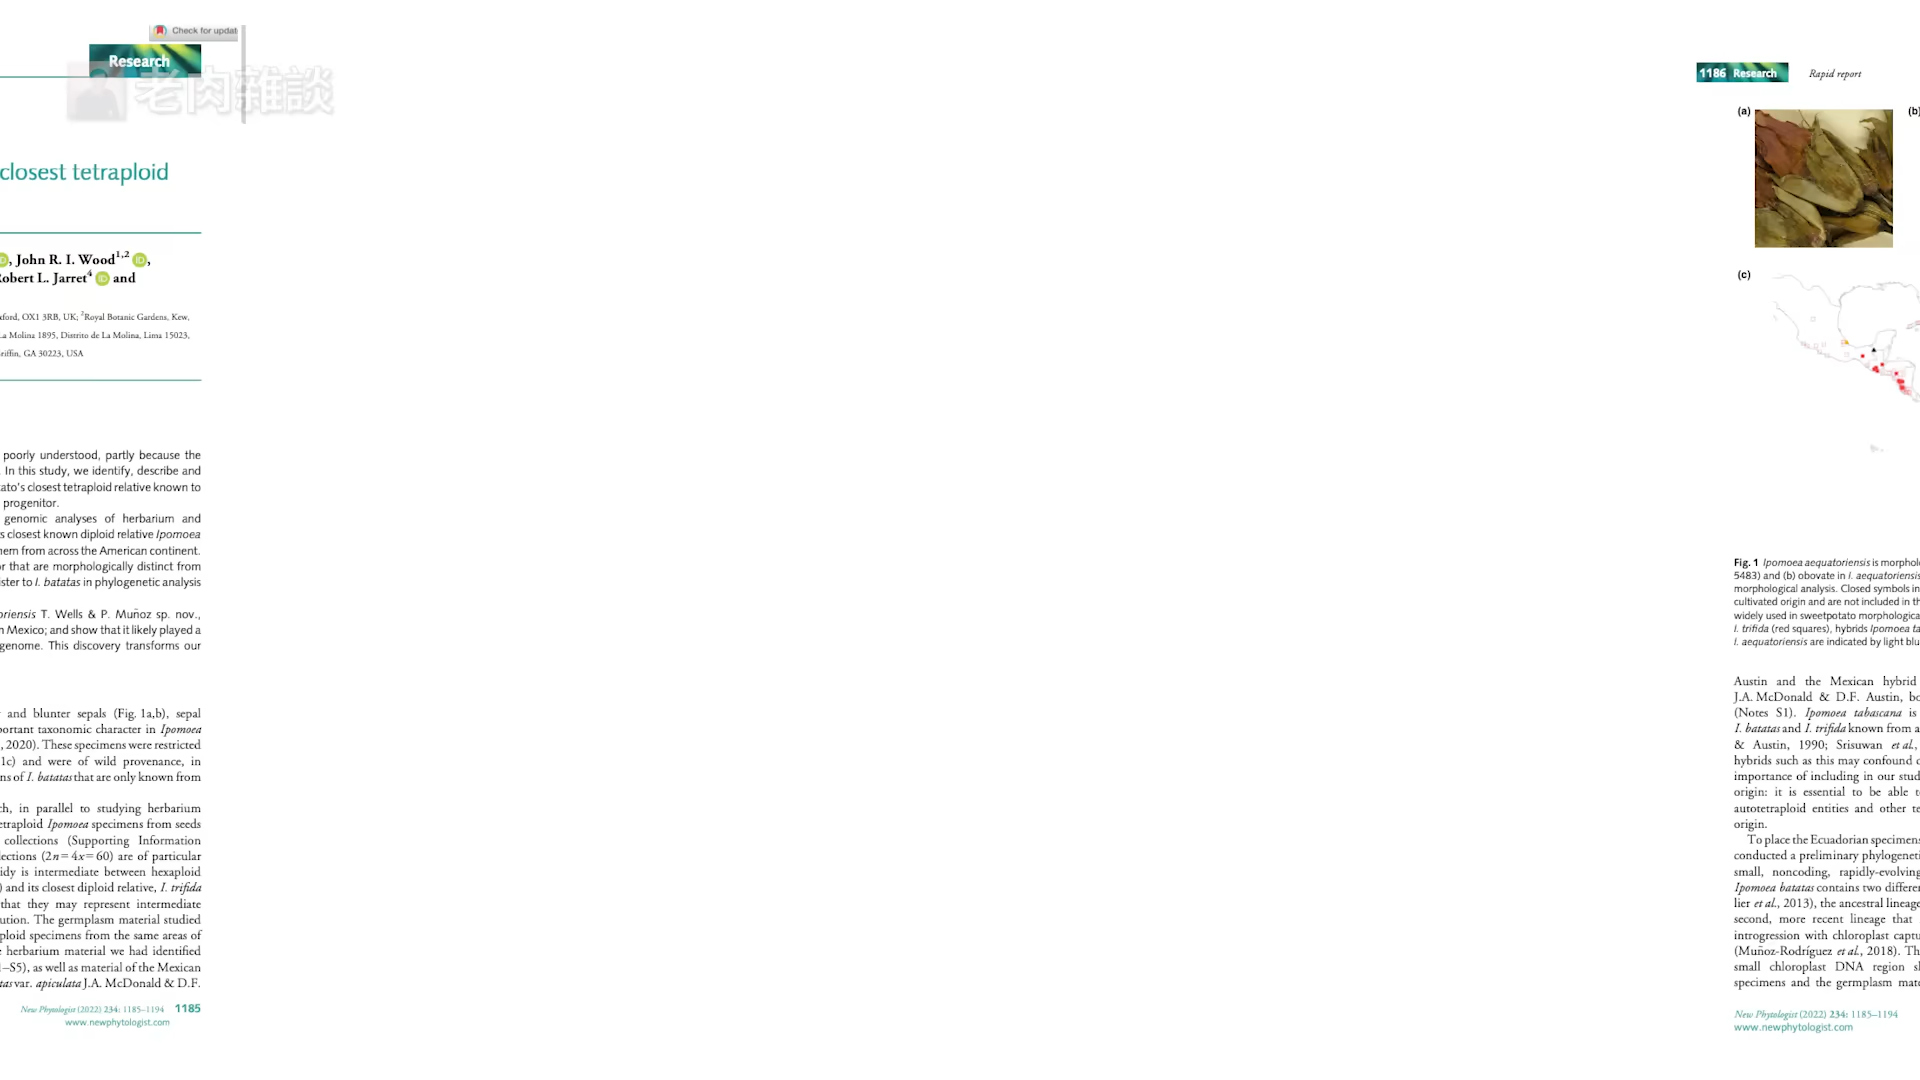 Check for updat
Research
老肉雜談
closest tetraploid
, John R. I. Wood1,2 ,
obert L. Jarret4 and
xford, OX1 3RB, UK; 2Royal Botanic Gardens, Kew,
La Molina 1895, Distrito de La Molina, Lima 15023,
riffin, GA 30223, USA
poorly understood, partly because the
. In this study, we identify, describe and
tato's closest tetraploid relative known to
progenitor.
genomic analyses of herbarium and
s closest known diploid relative Ipomoea
hem from across the American continent.
or that are morphologically distinct from
ister to I. batatas in phylogenetic analysis
oriensis T. Wells & P. Muñoz sp. nov.,
n Mexico; and show that it likely played a
genome. This discovery transforms our
and blunter sepals (Fig. 1a,b), sepal
portant taxonomic character in Ipomoea
, 2020). These specimens were restricted
1c) and were of wild provenance, in
ns of I. batatas that are only known from
ch, in parallel to studying herbarium
etraploid Ipomoea specimens from seeds
collections (Supporting Information
lections (2n = 4x = 60) are of particular
idy is intermediate between hexaploid
) and its closest diploid relative, I. trifida
that they may represent intermediate
ution. The germplasm material studied
ploid specimens from the same areas of
e herbarium material we had identified
1–S5), as well as material of the Mexican
tas var. apiculata J.A. McDonald & D.F.
New Phytologist (2022) 234: 1185–1194 1185
www.newphytologist.com
1186 Research Rapid report
(a)
(b)
(c)
Fig. 1 Ipomoea aequatoriensis is morpholo
5483) and (b) obovate in I. aequatoriensis
morphological analysis. Closed symbols in
cultivated origin and are not included in th
widely used in sweetpotato morphologica
I. trifida (red squares), hybrids Ipomoea ta
I. aequatoriensis are indicated by light blu
Austin and the Mexican hybrid
J.A. McDonald & D.F. Austin, bo
(Notes S1). Ipomoea tabascana is
I. batatas and I. trifida known from a
& Austin, 1990; Srisuwan et al.,
hybrids such as this may confound c
importance of including in our stud
origin: it is essential to be able t
autotetraploid entities and other te
origin.
To place the Ecuadorian specimens
conducted a preliminary phylogeneti
small, noncoding, rapidly-evolving
Ipomoea batatas contains two differe
lier et al., 2013), the ancestral lineage
second, more recent lineage that
introgression with chloroplast captu
(Muñoz-Rodríguez et al., 2018). Th
small chloroplast DNA region sh
specimens and the germplasm mate
New Phytologist (2022) 234: 1185–1194
www.newphytologist.com